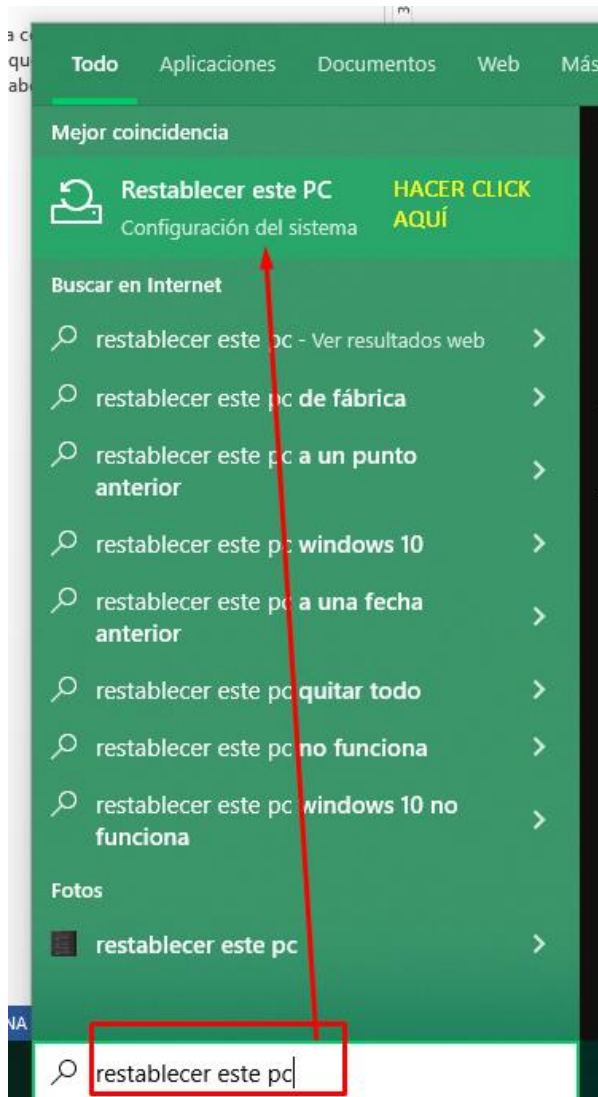 Todo Aplicaciones Documentos Web Más
Mejor coincidencia
Restablecer este PC
Configuración del sistema
HACER CLICK
AQUÍ
Buscar en Internet
restablecer este pc - Ver resultados web
restablecer este pc de fábrica
restablecer este pc a un punto
anterior
restablecer este pc windows 10
restablecer este pc a una fecha
anterior
restablecer este pc quitar todo
restablecer este pc no funciona
restablecer este pc windows 10 no
funciona
Fotos
restablecer este pc
restablecer este pc